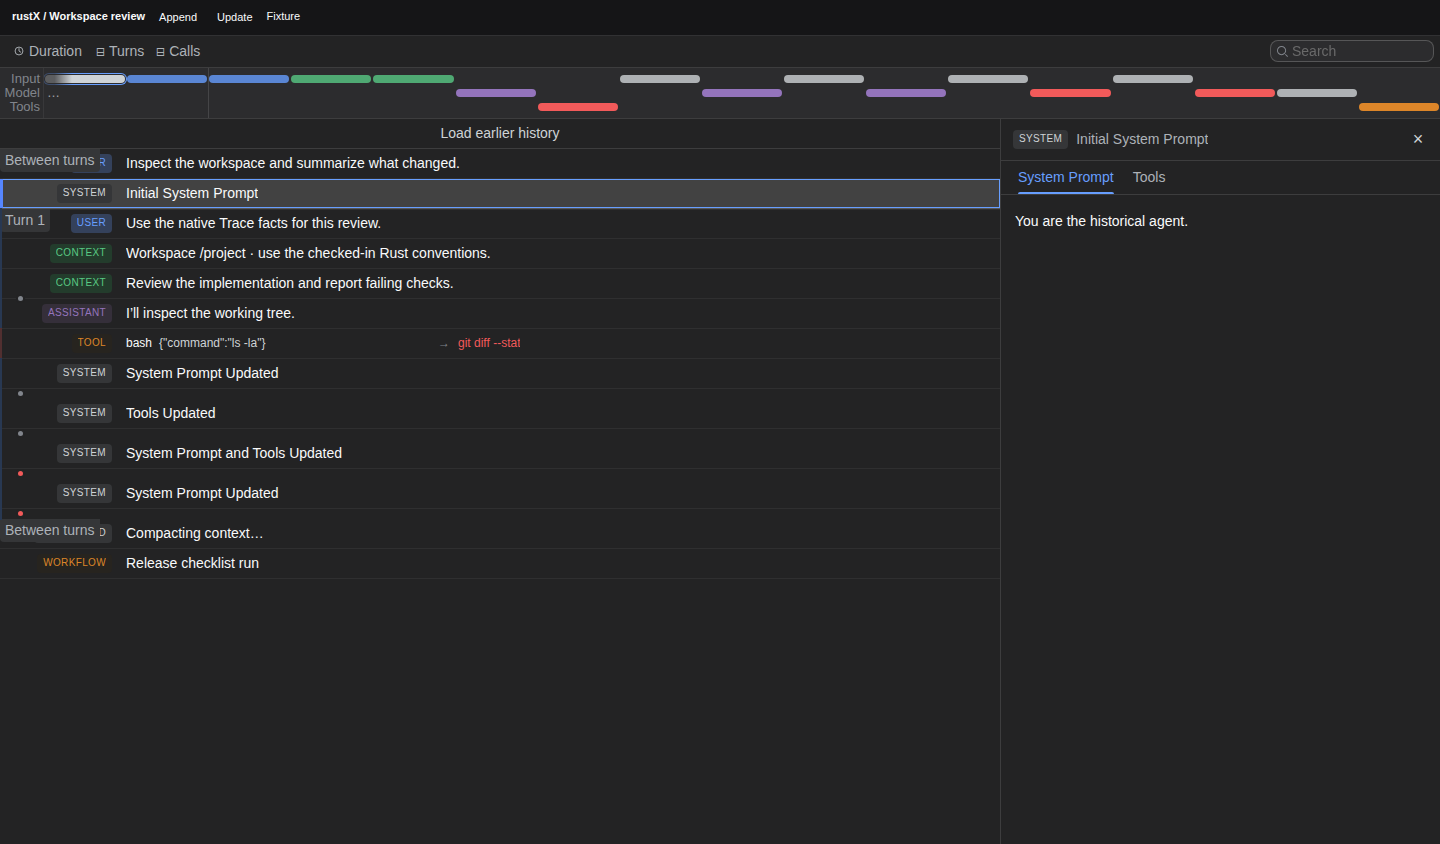 rustX / Workspace review Append Update Fixture
Duration Turns Calls Search
Input
Model ...
Tools
Load earlier history
Between turns R Inspect the workspace and summarize what changed.
SYSTEM Initial System Prompt
Turn 1 USER Use the native Trace facts for this review.
CONTEXT Workspace /project · use the checked-in Rust conventions.
CONTEXT Review the implementation and report failing checks.
ASSISTANT I’ll inspect the working tree.
TOOL bash {"command":"ls -la"} → git diff --stat
SYSTEM System Prompt Updated
SYSTEM Tools Updated
SYSTEM System Prompt and Tools Updated
SYSTEM System Prompt Updated
Between turns D Compacting context…
WORKFLOW Release checklist run
SYSTEM Initial System Prompt ×
System Prompt Tools
You are the historical agent.